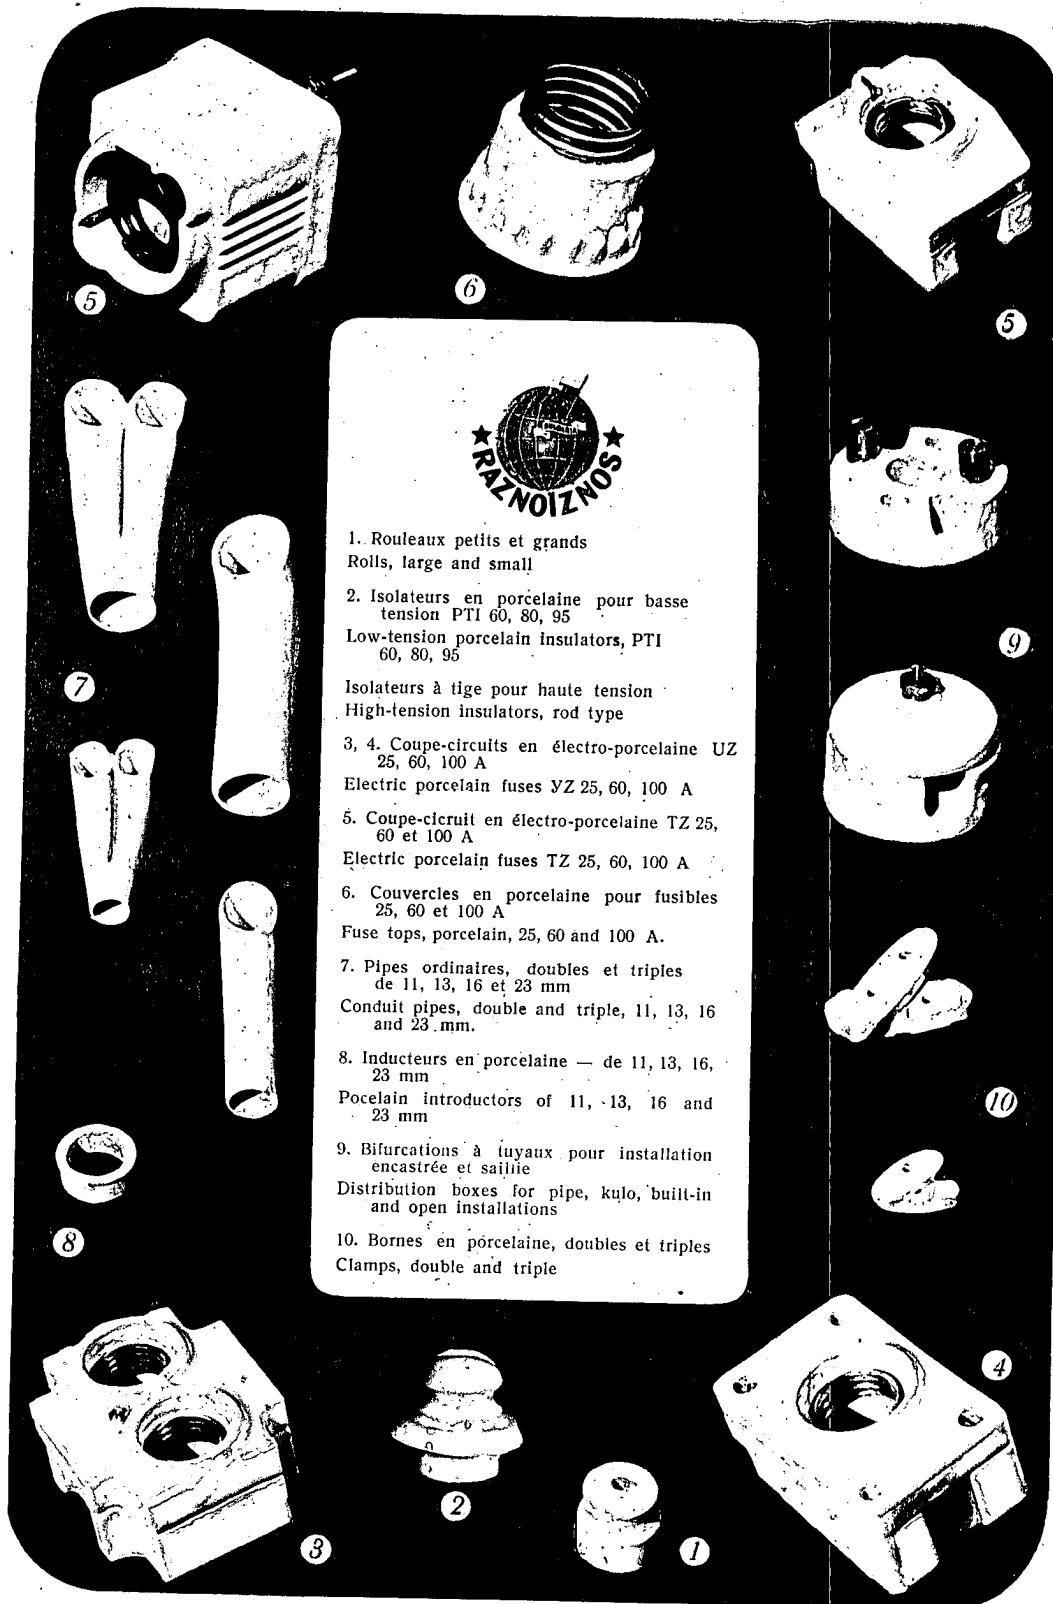 5
6
5
RAZNOIZNOS
1. Rouleaux petits et grands
Rolls, large and small
2. Isolateurs en porcelaine pour basse
tension PTI 60, 80, 95
Low-tension porcelain insulators, PTI
60, 80, 95
Isolateurs à tige pour haute tension
High-tension insulators, rod type
3, 4. Coupe-circuits en électro-porcelaine UZ
25, 60, 100 A
Electric porcelain fuses УZ 25, 60, 100 A
5. Coupe-cicruit en électro-porcelaine TZ 25,
60 et 100 A
Electric porcelain fuses TZ 25, 60, 100 A
6. Couvercles en porcelaine pour fusibles
25, 60 et 100 A
Fuse tops, porcelain, 25, 60 and 100 A.
7. Pipes ordinaires, doubles et triples
de 11, 13, 16 et 23 mm
Conduit pipes, double and triple, 11, 13, 16
and 23 mm.
8. Inducteurs en porcelaine — de 11, 13, 16,
23 mm
Pocelain introductors of 11, 13, 16 and
23 mm
9. Bifurcations à tuyaux pour installation
encastrée et saillie
Distribution boxes for pipe, kulo, built-in
and open installations
10. Bornes en porcelaine, doubles et triples
Clamps, double and triple
7
9
10
8
4
2
3
1